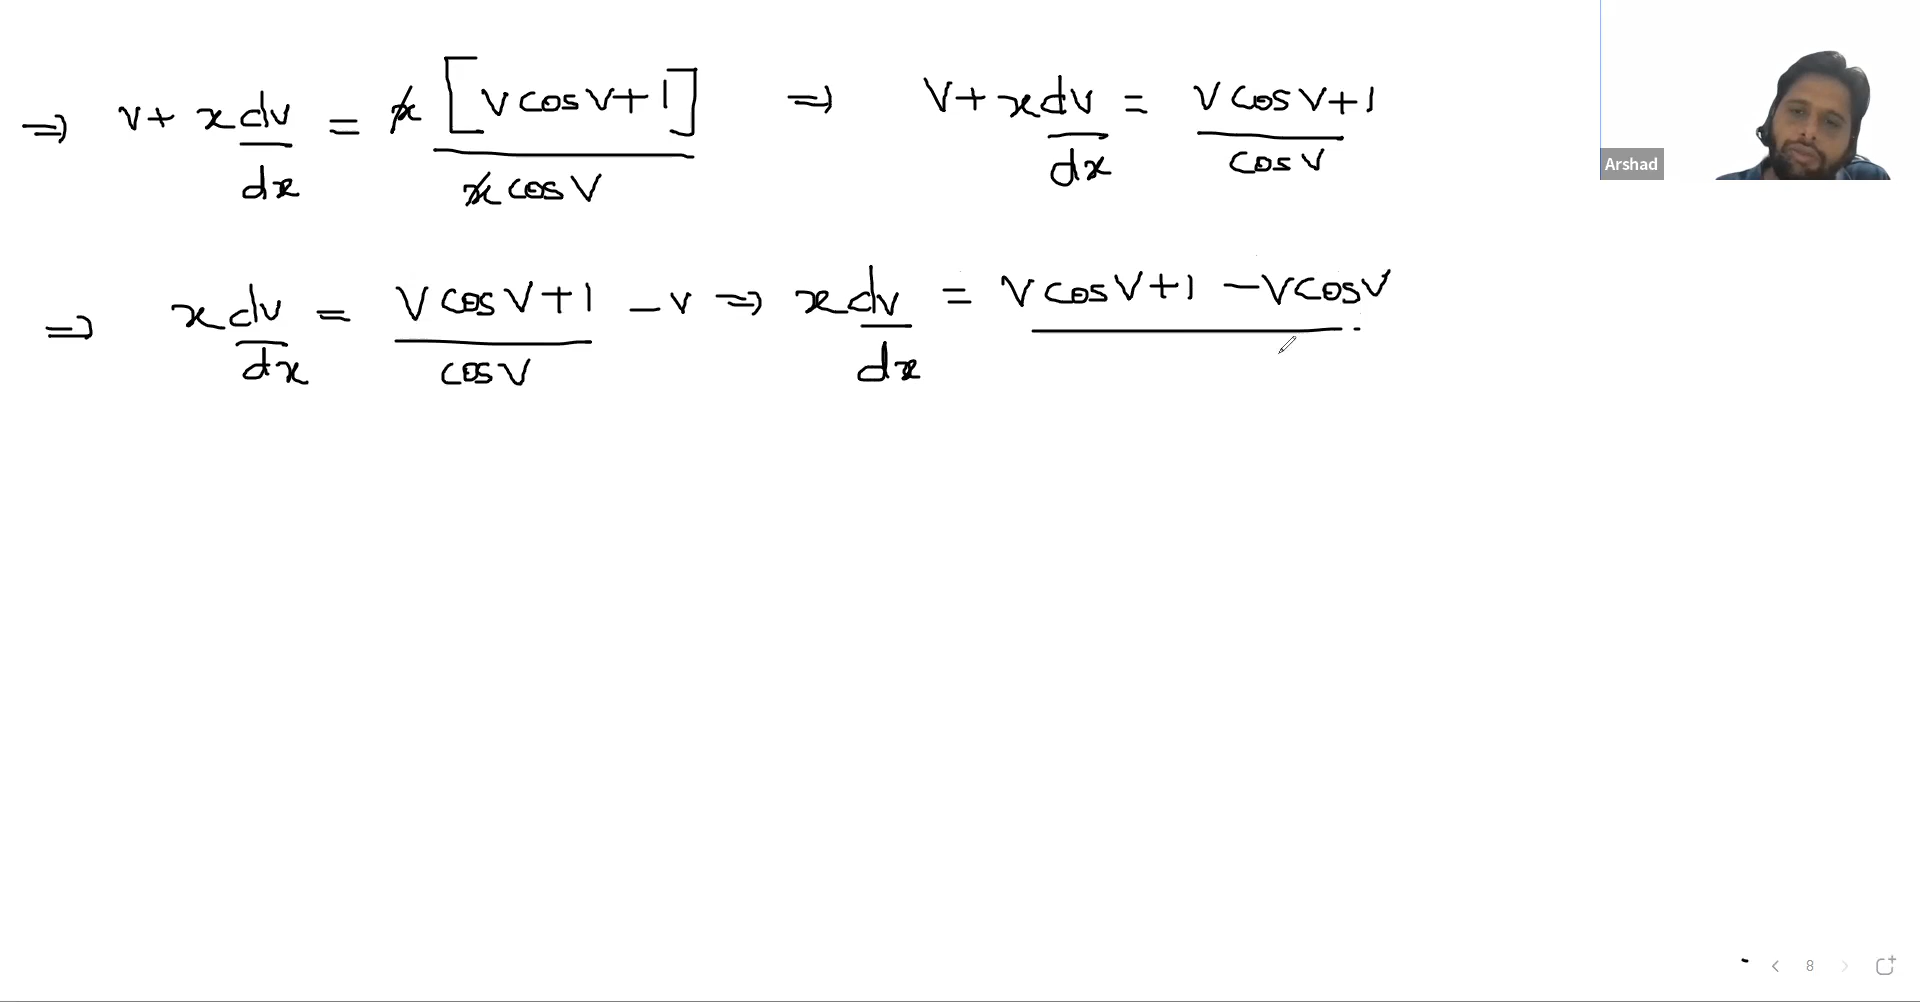 ⇒ v + x dv/dx = x [v cos v + 1] / x cos v ⇒ v + x dv/dx = v cos v + 1 / cos v
Arshad
⇒ x dv/dx = v cos v + 1 / cos v - v ⇒ x dv/dx = v cos v + 1 - v cos v
8